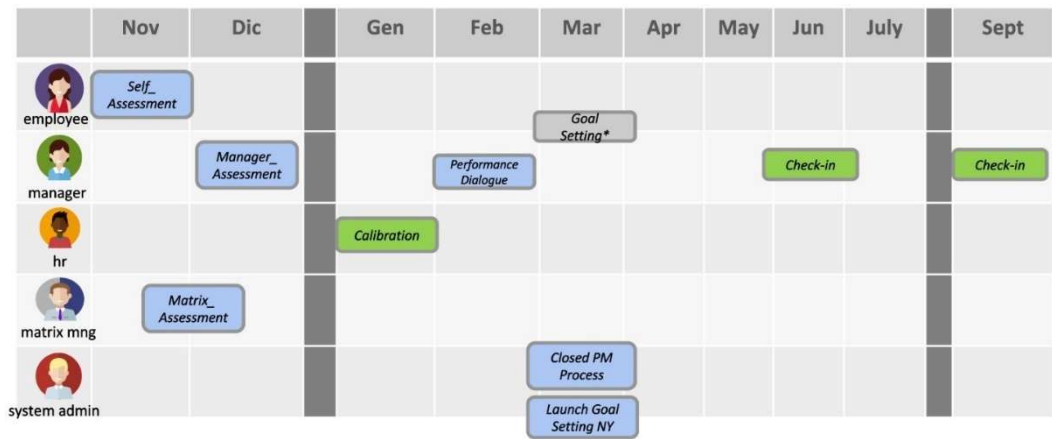 Nov Dic Gen Feb Mar Apr May Jun July Sept
employee
Self_
Assessment
Goal
Setting*
manager
Manager_
Assessment
Performance
Dialogue
Check-in
Check-in
hr
Calibration
matrix mng
Matrix_
Assessment
system admin
Closed PM
Process
Launch Goal
Setting NY